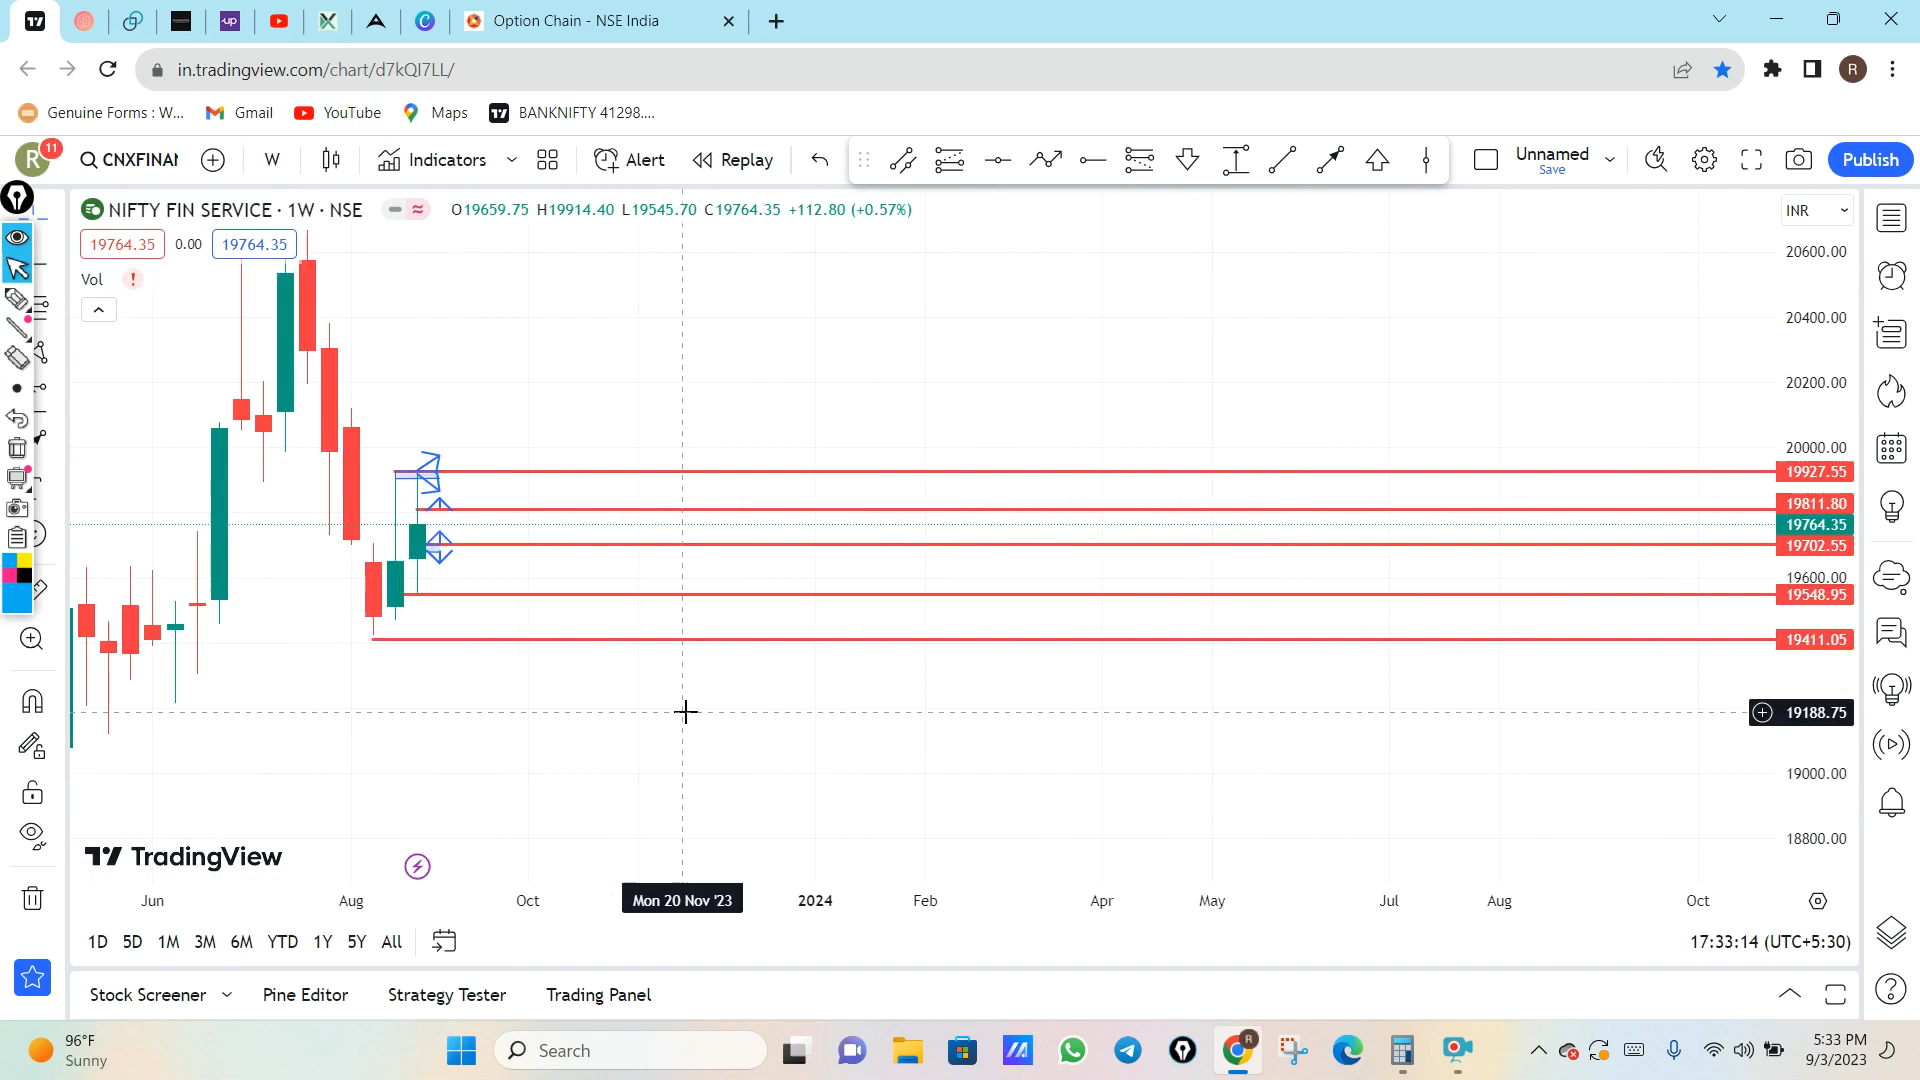 up
C
Option Chain - NSE India
in.tradingview.com/chart/d7kQI7LL/
R
Genuine Forms : W...
Gmail
YouTube
Maps
BANKNIFTY 41298....
R
11
CNXFINAN
W
Indicators
Alert
Replay
Unnamed
Save
Publish
NIFTY FIN SERVICE · 1W · NSE
O19659.75 H19914.40 L19545.70 C19764.35 +112.80 (+0.57%)
INR
19764.35
0.00
19764.35
Vol
20600.00
20400.00
20200.00
20000.00
19927.55
19811.80
19764.35
19702.55
19600.00
19548.95
19411.05
19188.75
19000.00
18800.00
TradingView
Jun
Aug
Oct
Mon 20 Nov '23
2024
Feb
Apr
May
Jul
Aug
Oct
1D 5D 1M 3M 6M YTD 1Y 5Y All
17:33:14 (UTC+5:30)
Stock Screener
Pine Editor
Strategy Tester
Trading Panel
96°F
Sunny
Search
R
5:33 PM
9/3/2023